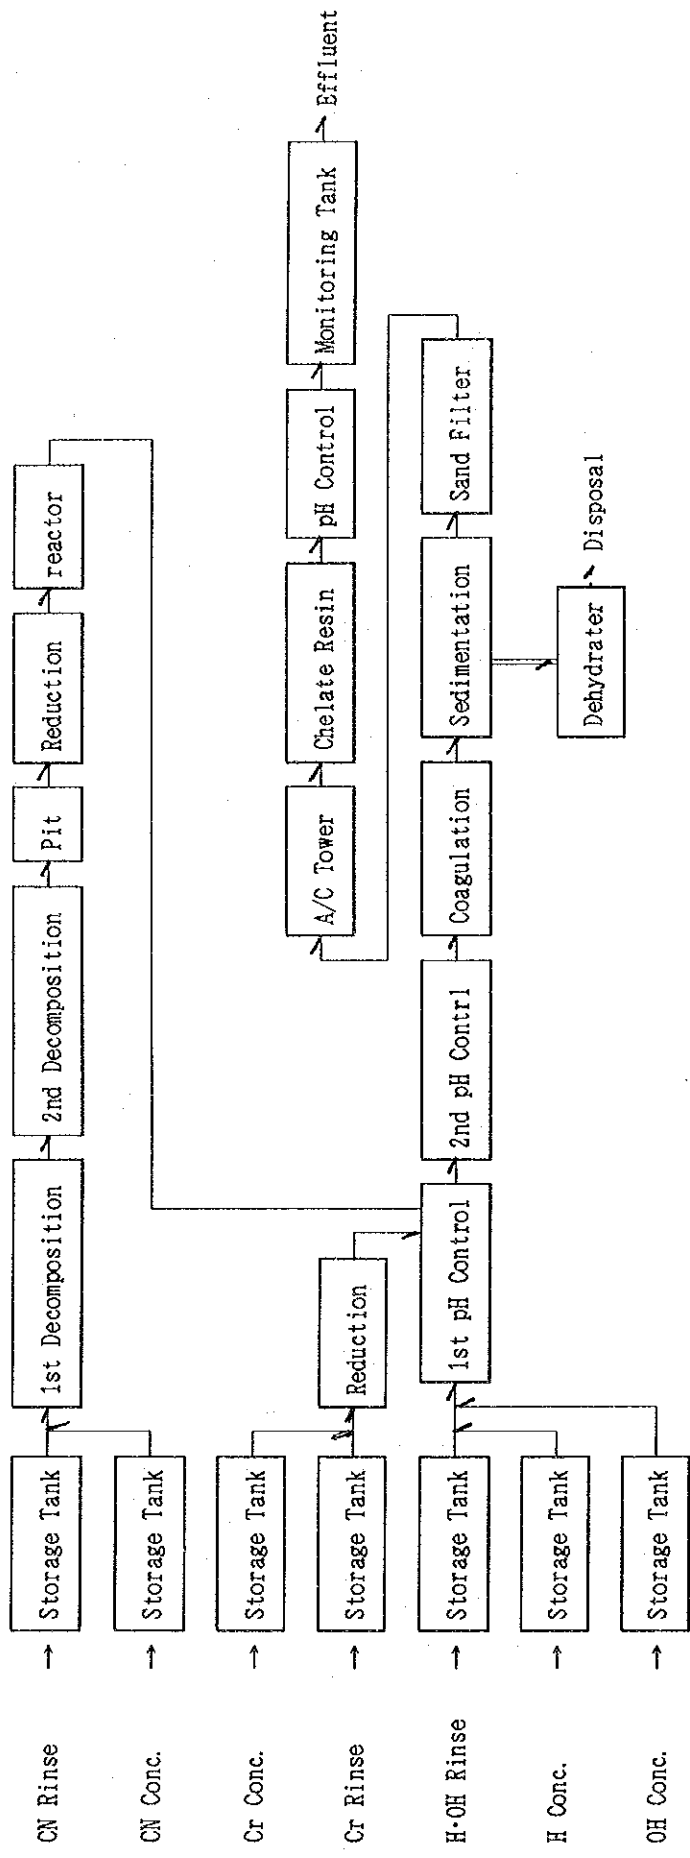 CN Rinse → Storage Tank
1st Decomposition
2nd Decomposition
Pit
Reduction
reactor
CN Conc. → Storage Tank
Cr Conc. → Storage Tank
Cr Rinse → Storage Tank
Reduction
H·OH Rinse → Storage Tank
1st pH Control
2nd pH Contrl
Coagulation
Sedimentation
Sand Filter
H Conc. → Storage Tank
OH Conc. → Storage Tank
Dehydrater
Disposal
A/C Tower
Chelate Resin
pH Control
Monitoring Tank
Effluent